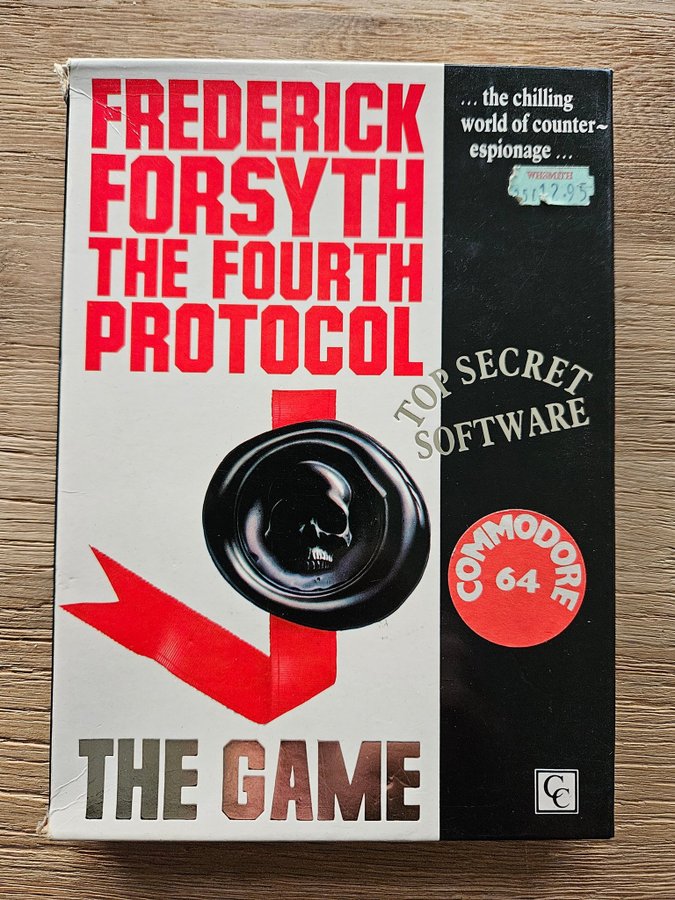 FREDERICK
FORSYTH
THE FOURTH
PROTOCOL
... the chilling
world of counter~
espionage ...
WHSMITH
12.95
TOP SECRET
SOFTWARE
COMMODORE
64
THE GAME
CC